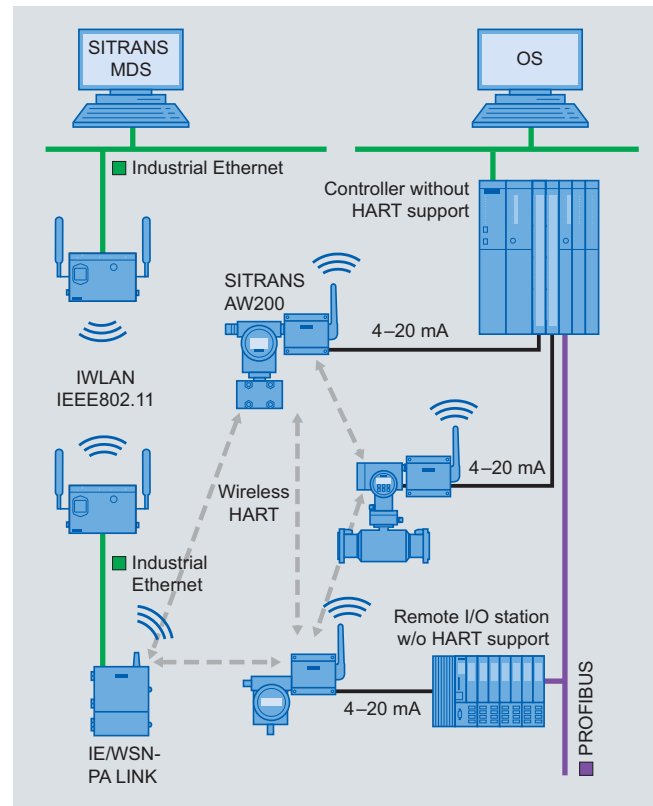 SITRANS
MDS
OS
Industrial Ethernet
Controller without
HART support
SITRANS
AW200
4–20 mA
IWLAN
IEEE802.11
4–20 mA
Wireless
HART
Industrial
Ethernet
Remote I/O station
w/o HART support
4–20 mA
PROFIBUS
IE/WSN-
PA LINK